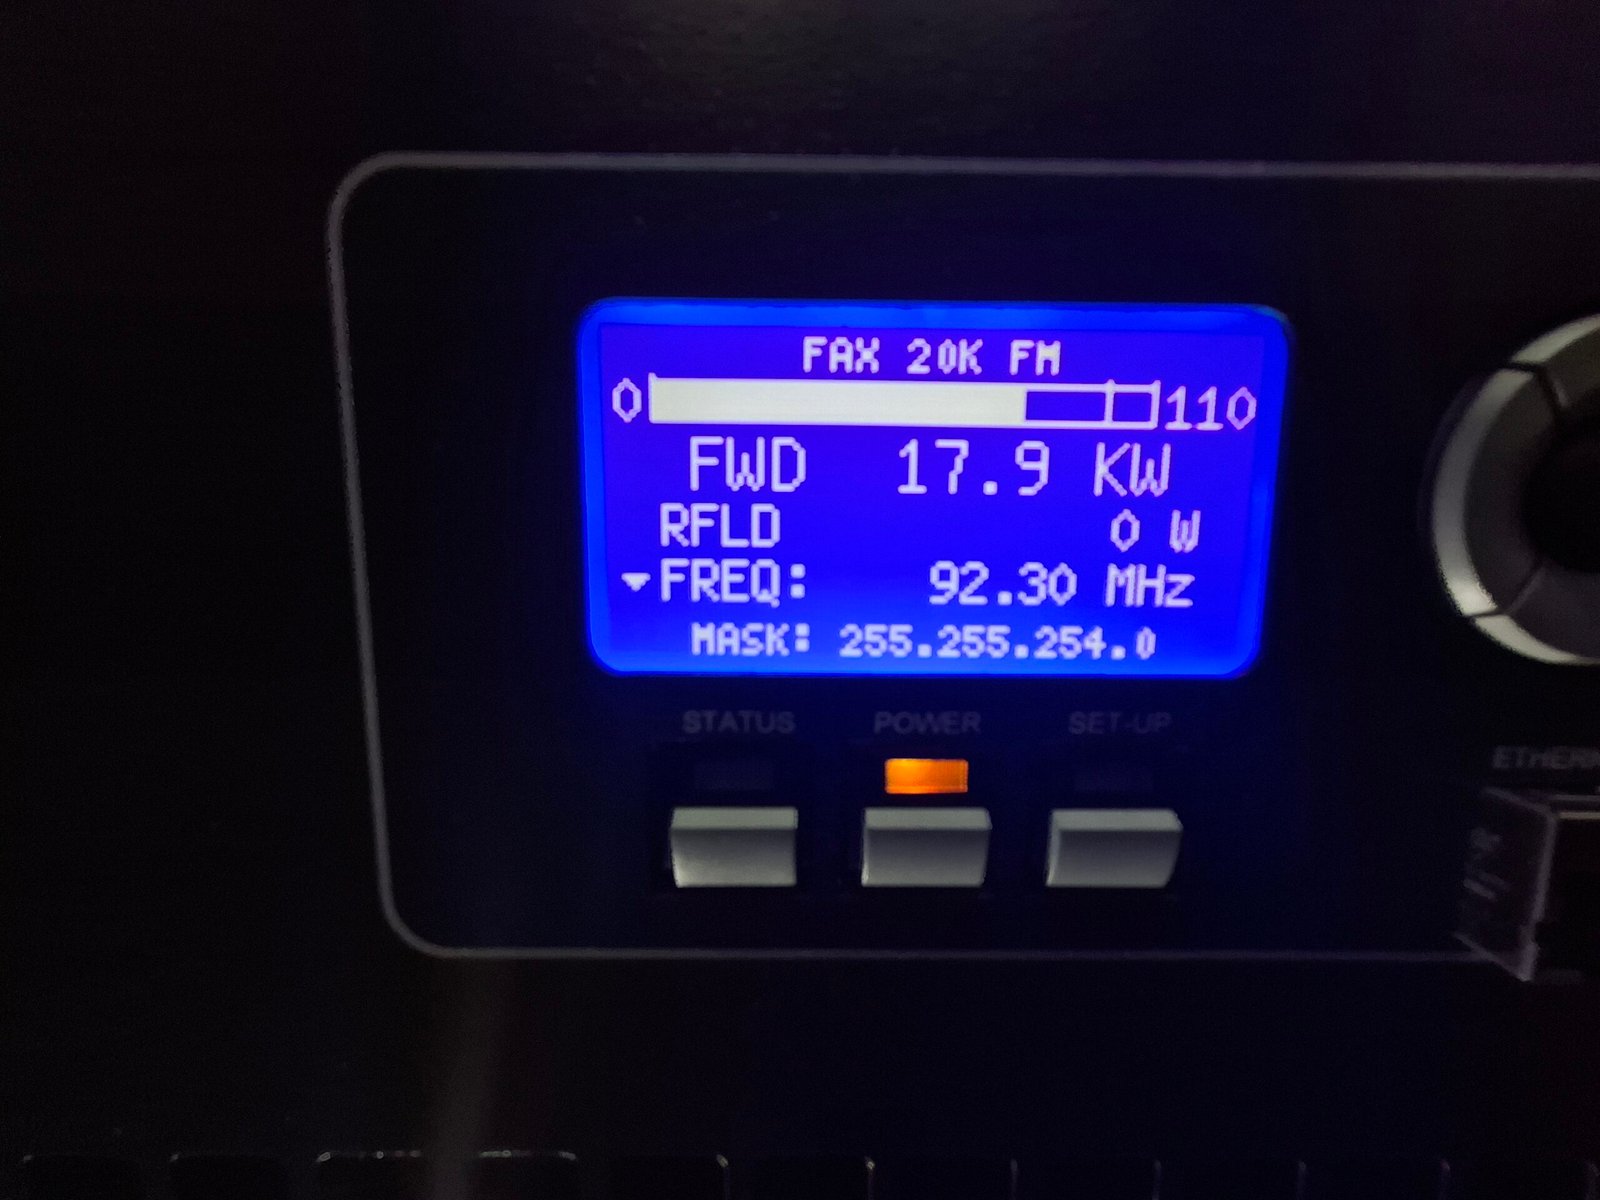 FAX 20K FM
0 110
FWD 17.9 KW
RFLD 0 W
FREQ: 92.30 MHz
MASK: 255.255.254.0
STATUS POWER SET-UP